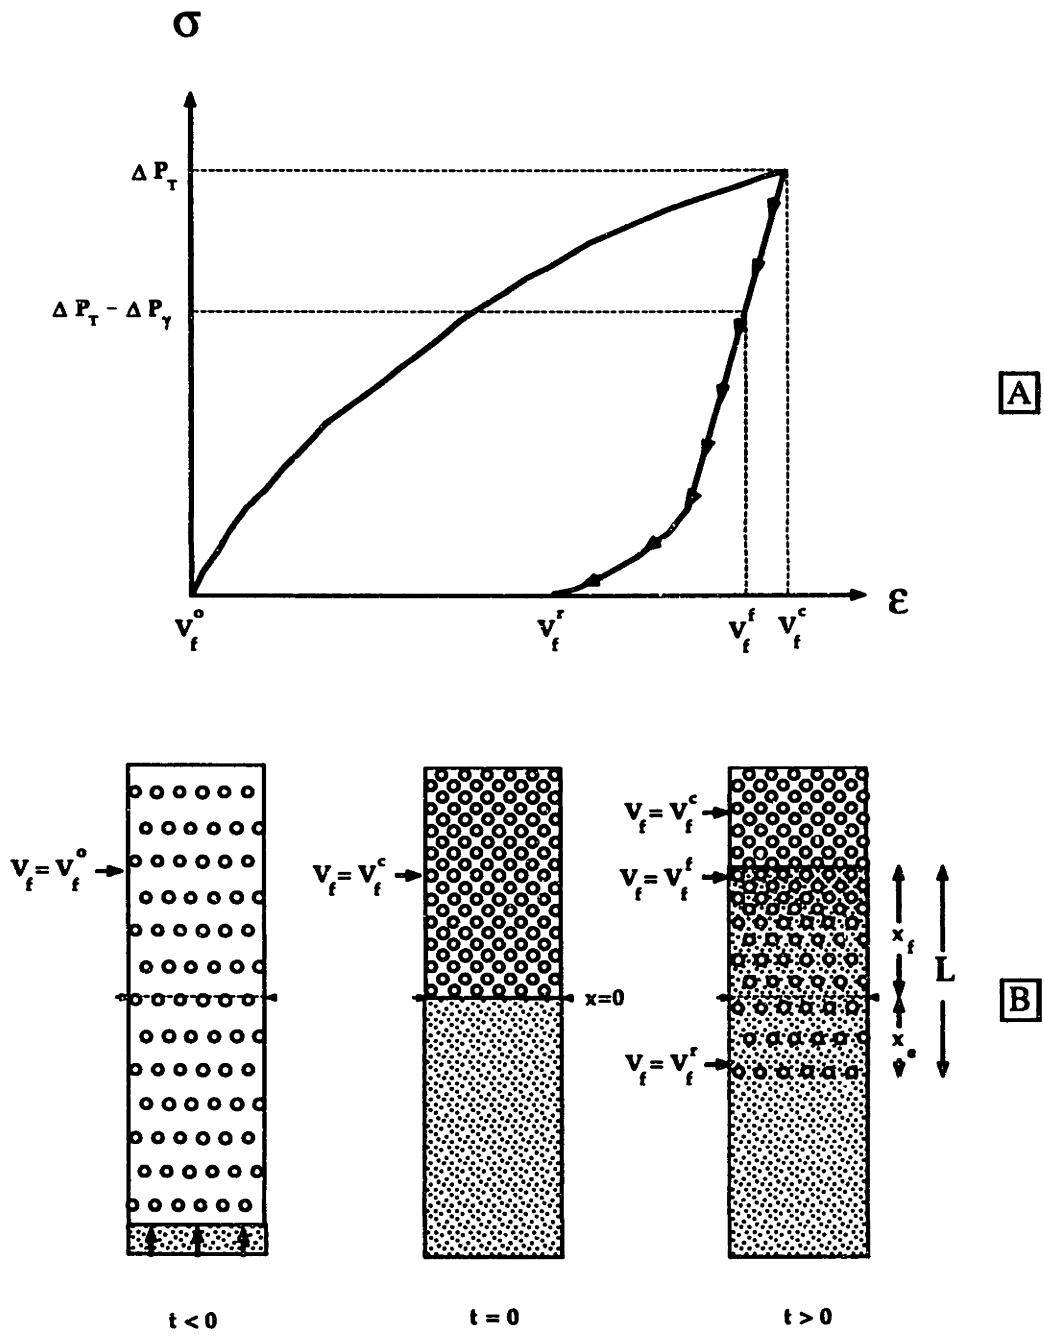 σ
Δ P_T
Δ P_T - Δ P_γ
A
ε
V_f^o
V_f^r
V_f^f
V_f^c
V_f = V_f^o
V_f = V_f^c
x=0
V_f = V_f^c
V_f = V_f^f
x_f
L
B
x_e
V_f = V_f^r
t < 0
t = 0
t > 0